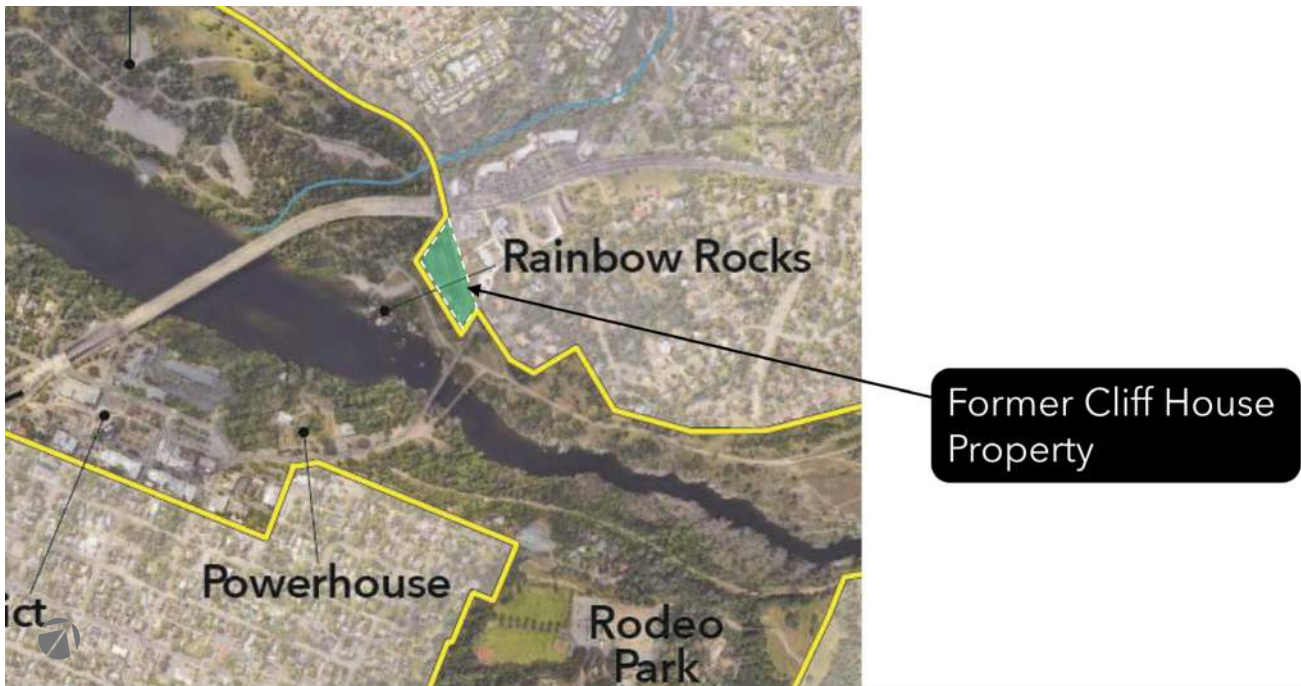 Rainbow Rocks
Former Cliff House
Property
Powerhouse
ict
Rodeo
Park